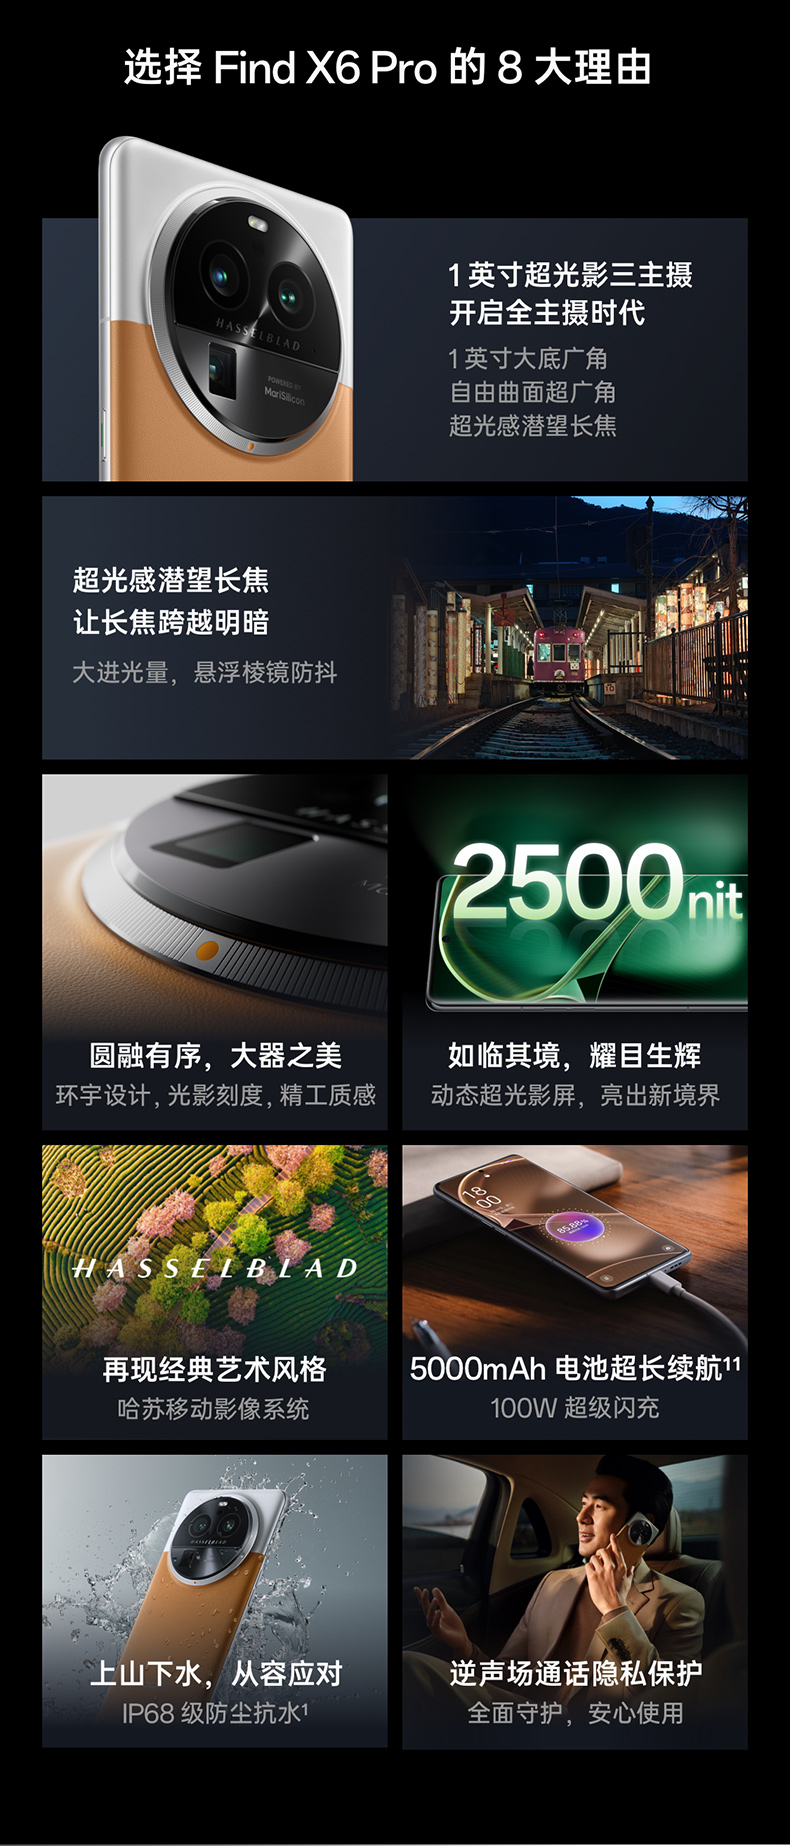 选择 Find X6 Pro 的 8 大理由
HASSELBLAD
POWERED BY
MariSilicon
1 英寸超光影三主摄
开启全主摄时代
1 英寸大底广角
自由曲面超广角
超光感潜望长焦
超光感潜望长焦
让长焦跨越明暗
大进光量，悬浮棱镜防抖
圆融有序，大器之美
环宇设计, 光影刻度, 精工质感
2500nit
如临其境，耀目生辉
动态超光影屏，亮出新境界
HASSELBLAD
再现经典艺术风格
哈苏移动影像系统
85.88%
5000mAh 电池超长续航¹¹
100W 超级闪充
HASSELBLAD
上山下水，从容应对
IP68 级防尘抗水¹
逆声场通话隐私保护
全面守护，安心使用